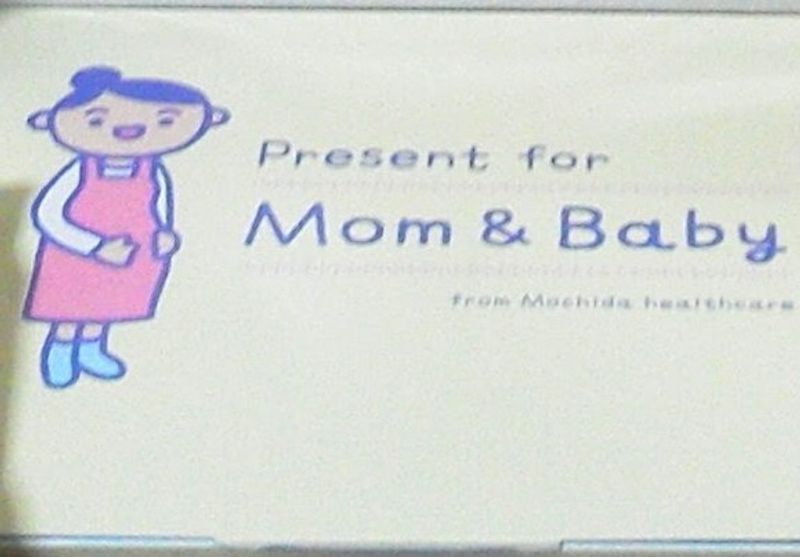 Present for
Mom & Baby
from Mochida healthcare